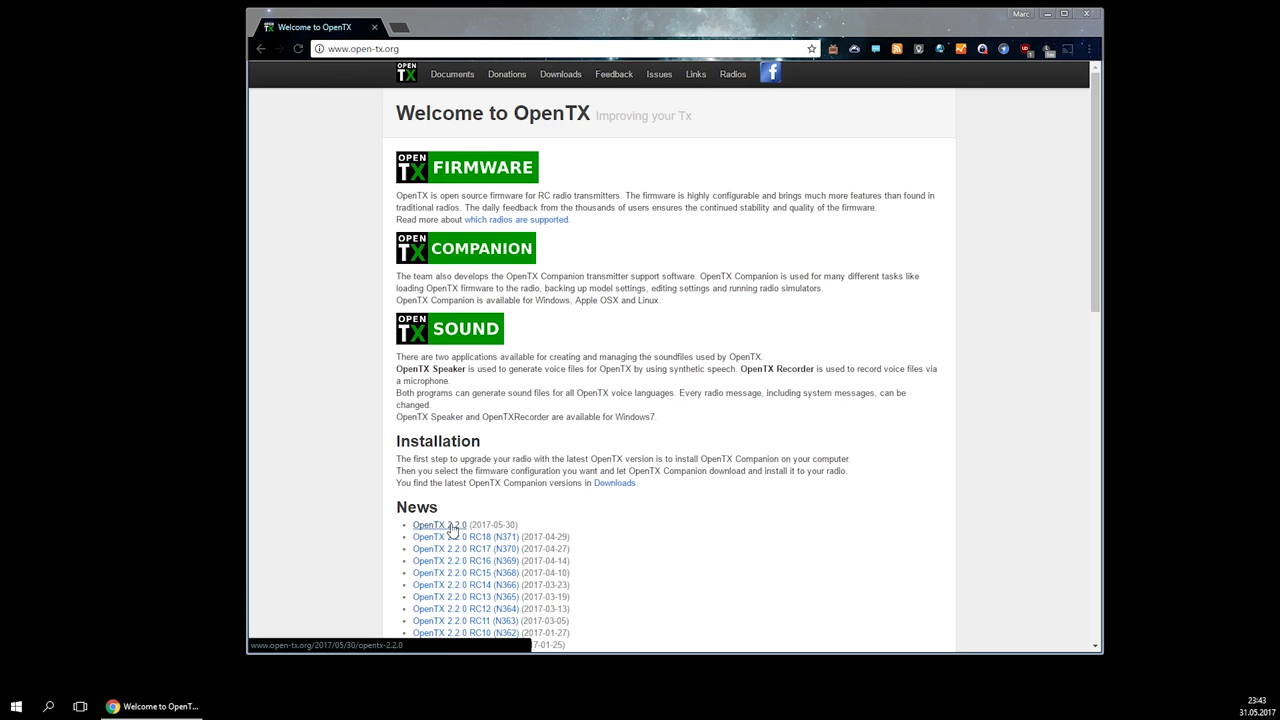 Welcome to OpenTX
Marc
www.open-tx.org
OPEN TX Documents Donations Downloads Feedback Issues Links Radios f
Welcome to OpenTX Improving your Tx
OPEN TX FIRMWARE
OpenTX is open source firmware for RC radio transmitters. The firmware is highly configurable and brings much more features than found in
traditional radios. The daily feedback from the thousands of users ensures the continued stability and quality of the firmware.
Read more about which radios are supported.
OPEN TX COMPANION
The team also develops the OpenTX Companion transmitter support software. OpenTX Companion is used for many different tasks like
loading OpenTX firmware to the radio, backing up model settings, editing settings and running radio simulators.
OpenTX Companion is available for Windows, Apple OSX and Linux.
OPEN TX SOUND
There are two applications available for creating and managing the soundfiles used by OpenTX.
OpenTX Speaker is used to generate voice files for OpenTX by using synthetic speech. OpenTX Recorder is used to record voice files via
a microphone.
Both programs can generate sound files for all OpenTX voice languages. Every radio message, including system messages, can be
changed.
OpenTX Speaker and OpenTXRecorder are available for Windows7.
Installation
The first step to upgrade your radio with the latest OpenTX version is to install OpenTX Companion on your computer.
Then you select the firmware configuration you want and let OpenTX Companion download and install it to your radio.
You find the latest OpenTX Companion versions in Downloads.
News
OpenTX 2.2.0 (2017-05-30)
OpenTX 2.2.0 RC18 (N371) (2017-04-29)
OpenTX 2.2.0 RC17 (N370) (2017-04-27)
OpenTX 2.2.0 RC16 (N369) (2017-04-14)
OpenTX 2.2.0 RC15 (N368) (2017-04-10)
OpenTX 2.2.0 RC14 (N366) (2017-03-23)
OpenTX 2.2.0 RC13 (N365) (2017-03-19)
OpenTX 2.2.0 RC12 (N364) (2017-03-13)
OpenTX 2.2.0 RC11 (N363) (2017-03-05)
OpenTX 2.2.0 RC10 (N362) (2017-01-27)
www.open-tx.org/2017/05/30/opentx-2.2.0 17-01-25)
Welcome to OpenT...
23:43
31.05.2017